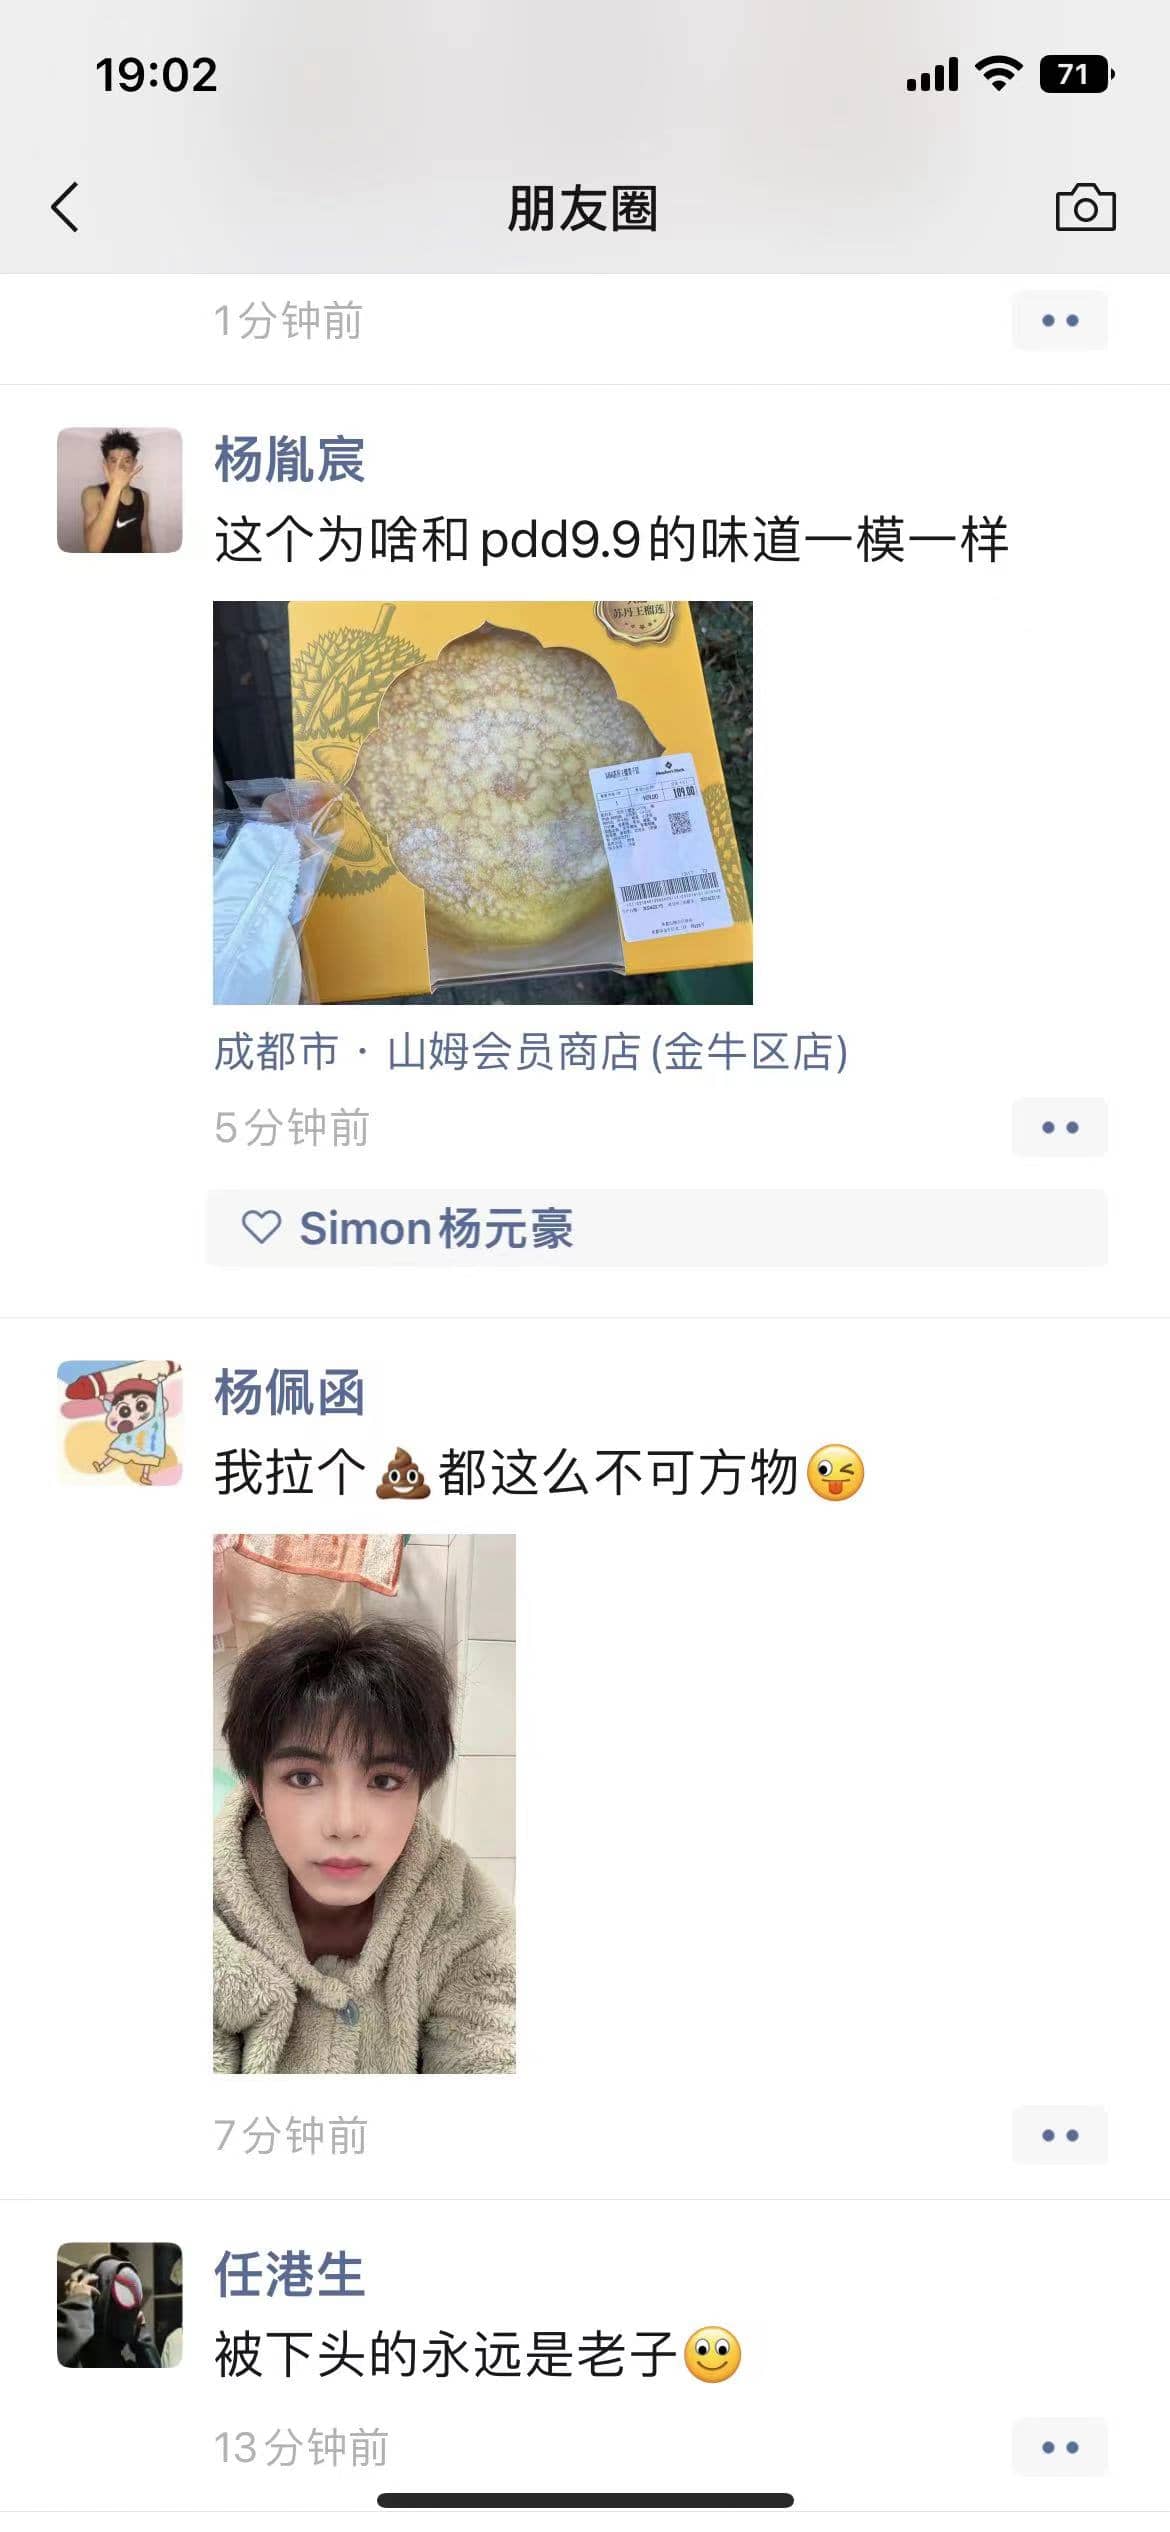 19:02
71
朋友圈
1分钟前
杨胤宸
这个为啥和pdd9.9的味道一模一样
苏丹王榴莲
109.00
109.00
成都市 · 山姆会员商店(金牛区店)
5分钟前
Simon杨元豪
杨佩函
我拉个💩都这么不可方物😜
7分钟前
任港生
被下头的永远是老子🙂
13分钟前